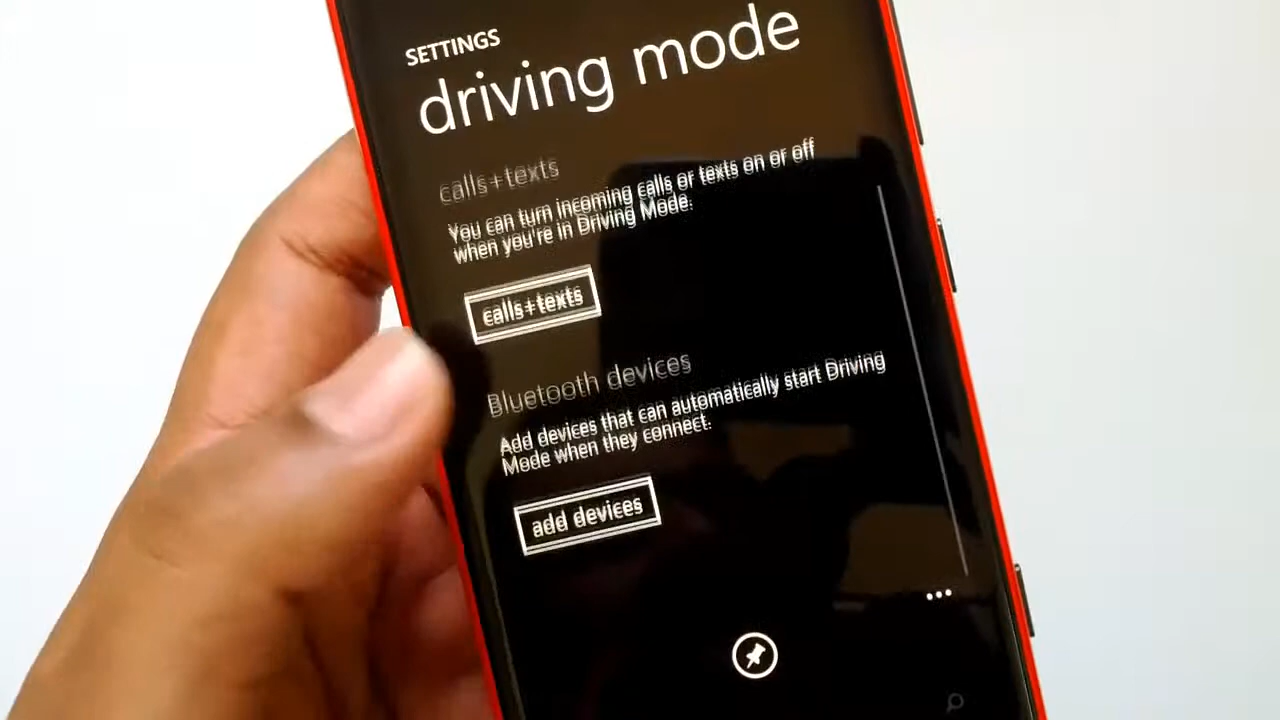 SETTINGS
driving mode
calls+texts
You can turn incoming calls or texts on or off
when you're in Driving Mode.
calls+texts
Bluetooth devices
Add devices that can automatically start Driving
Mode when they connect.
add devices